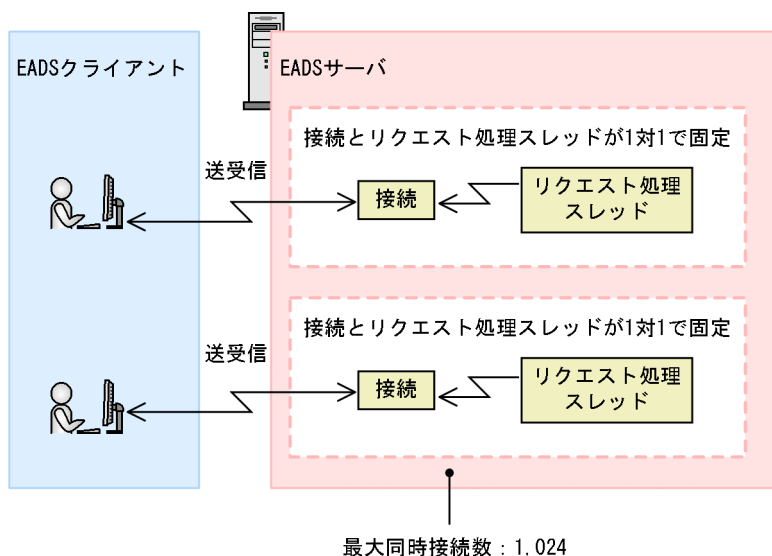 EADSクライアント
EADSサーバ
接続とリクエスト処理スレッドが1対1で固定
送受信
接続
リクエスト処理
スレッド
接続とリクエスト処理スレッドが1対1で固定
送受信
接続
リクエスト処理
スレッド
最大同時接続数：1,024